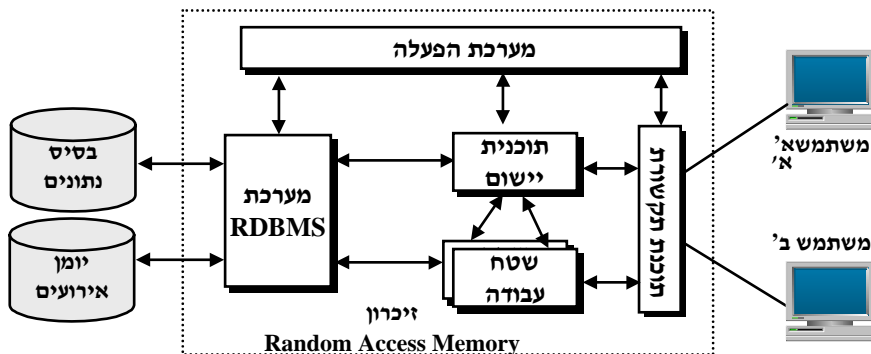 מערכת הפעלה
בסיס
נתונים
יומן
אירועים
מערכת
RDBMS
תוכנית
יישום
שטח
עבודה
תוכנת תקשורת
משתמשא'
א'
משתמש ב'
זיכרון
Random Access Memory